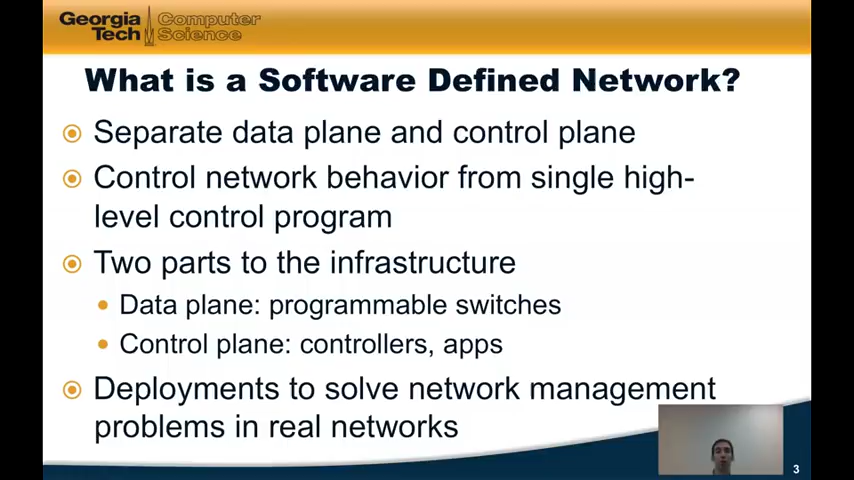 Georgia Tech
Computer Science
What is a Software Defined Network?
Separate data plane and control plane
Control network behavior from single high-
level control program
Two parts to the infrastructure
Data plane: programmable switches
Control plane: controllers, apps
Deployments to solve network management
problems in real networks
3